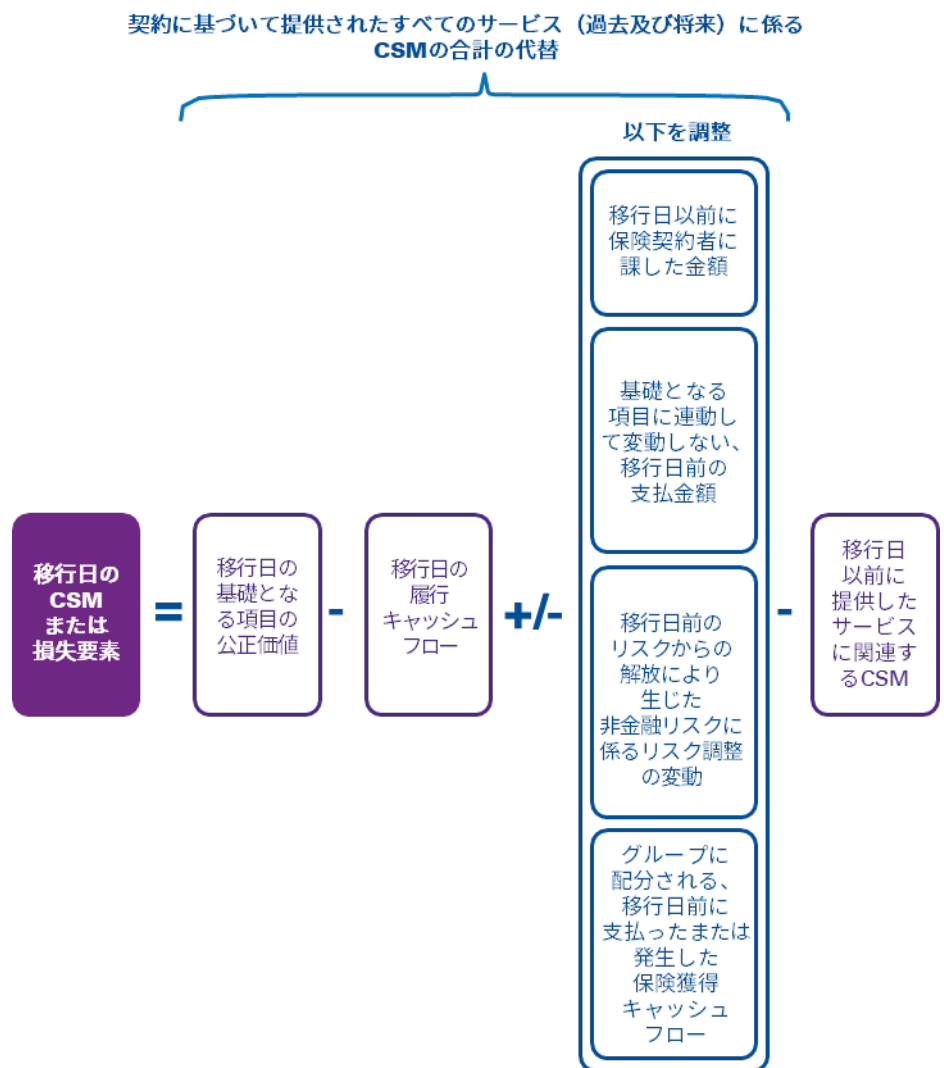 契約に基づいて提供されたすべてのサービス（過去及び将来）に係る
CSMの合計の代替
以下を調整
移行日の
CSM
または
損失要素
=
移行日の
基礎とな
る項目の
公正価値
-
移行日の
履行
キャッシュ
フロー
+/-
移行日以前に
保険契約者に
課した金額
基礎となる
項目に連動し
て変動しない、
移行日前の
支払金額
移行日前の
リスクからの
解放により
生じた
非金融リスクに
係るリスク調整
の変動
グループに
配分される、
移行日前に
支払ったまたは
発生した
保険獲得
キャッシュ
フロー
-
移行日
以前に
提供した
サービス
に関連す
るCSM